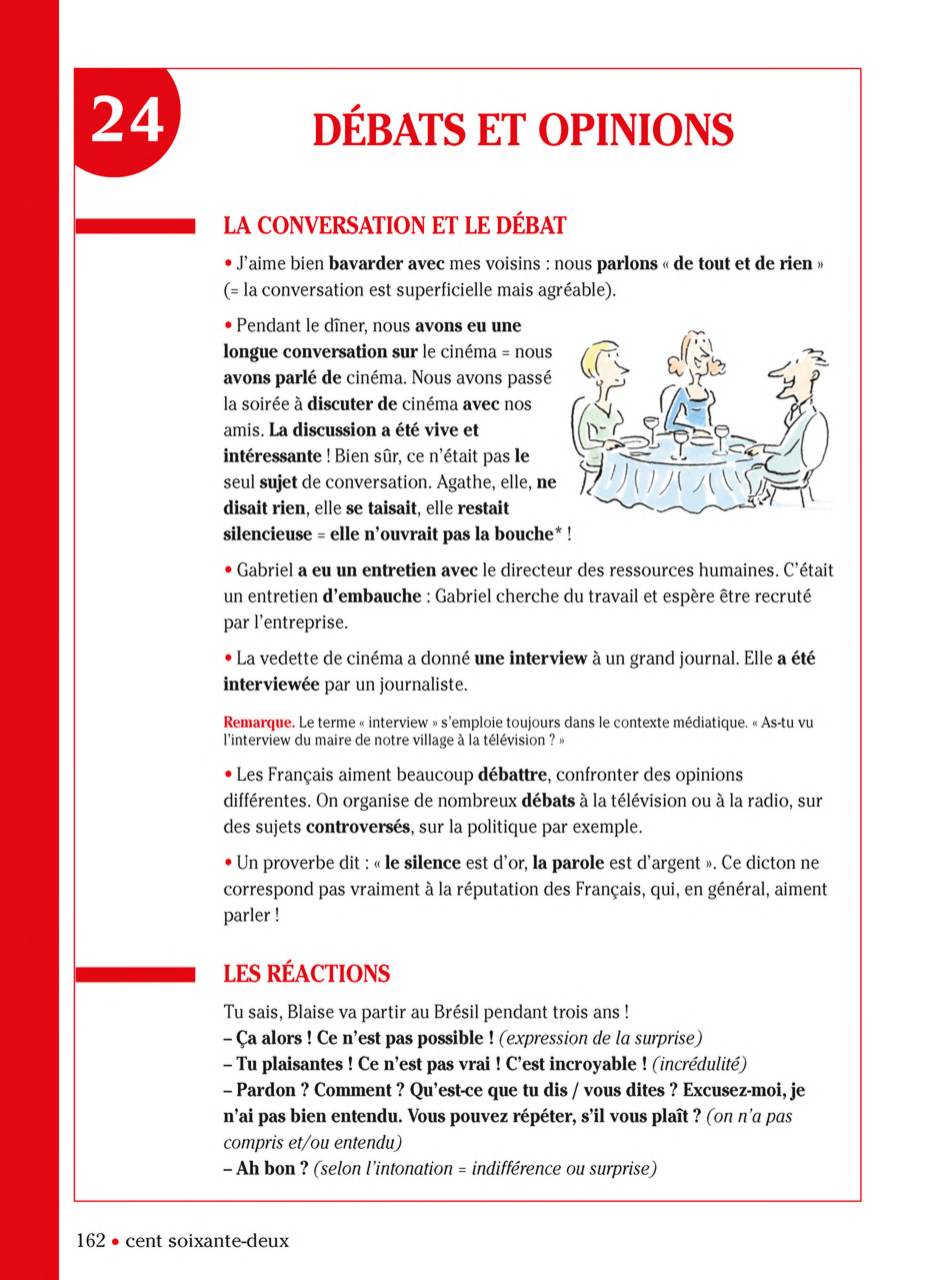 24
DÉBATS ET OPINIONS
LA CONVERSATION ET LE DÉBAT
• J’aime bien bavarder avec mes voisins : nous parlons « de tout et de rien »
(= la conversation est superficielle mais agréable).
• Pendant le dîner, nous avons eu une
longue conversation sur le cinéma = nous
avons parlé de cinéma. Nous avons passé
la soirée à discuter de cinéma avec nos
amis. La discussion a été vive et
intéressante ! Bien sûr, ce n’était pas le
seul sujet de conversation. Agathe, elle, ne
disait rien, elle se taisait, elle restait
silencieuse = elle n’ouvrait pas la bouche* !
• Gabriel a eu un entretien avec le directeur des ressources humaines. C’était
un entretien d’embauche : Gabriel cherche du travail et espère être recruté
par l’entreprise.
• La vedette de cinéma a donné une interview à un grand journal. Elle a été
interviewée par un journaliste.
Remarque. Le terme « interview » s’emploie toujours dans le contexte médiatique. « As-tu vu
l’interview du maire de notre village à la télévision ? »
• Les Français aiment beaucoup débattre, confronter des opinions
différentes. On organise de nombreux débats à la télévision ou à la radio, sur
des sujets controversés, sur la politique par exemple.
• Un proverbe dit : « le silence est d’or, la parole est d’argent ». Ce dicton ne
correspond pas vraiment à la réputation des Français, qui, en général, aiment
parler !
LES RÉACTIONS
Tu sais, Blaise va partir au Brésil pendant trois ans !
– Ça alors ! Ce n’est pas possible ! (expression de la surprise)
– Tu plaisantes ! Ce n’est pas vrai ! C’est incroyable ! (incrédulité)
– Pardon ? Comment ? Qu’est-ce que tu dis / vous dites ? Excusez-moi, je
n’ai pas bien entendu. Vous pouvez répéter, s’il vous plaît ? (on n’a pas
compris et/ou entendu)
– Ah bon ? (selon l’intonation = indifférence ou surprise)
162 • cent soixante-deux